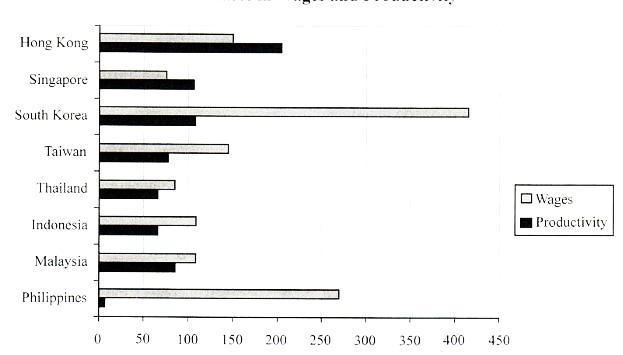 Wages and Productivity
Hong Kong
Singapore
South Korea
Taiwan
Thailand
Indonesia
Malaysia
Philippines
Wages
Productivity
0 50 100 150 200 250 300 350 400 450